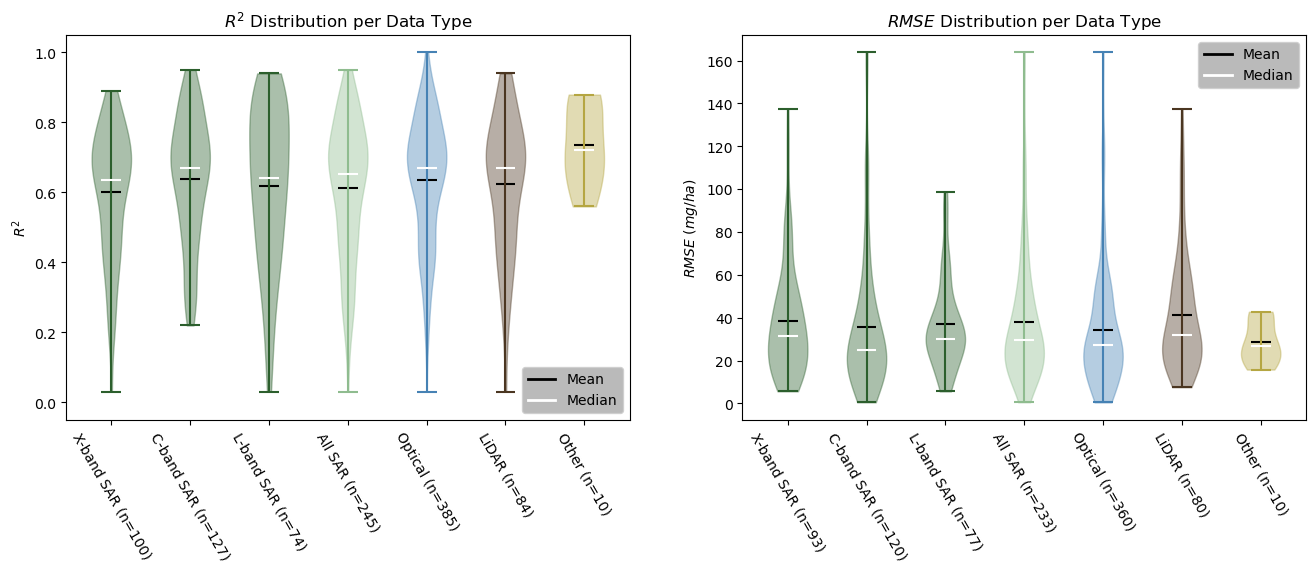 R² Distribution per Data Type
R²
1.0
0.8
0.6
0.4
0.2
0.0
Mean
Median
X-band SAR (n=100)
C-band SAR (n=127)
L-band SAR (n=74)
All SAR (n=245)
Optical (n=385)
LiDAR (n=84)
Other (n=10)
RMSE Distribution per Data Type
RMSE (mg/ha)
160
140
120
100
80
60
40
20
0
Mean
Median
X-band SAR (n=93)
C-band SAR (n=120)
L-band SAR (n=77)
All SAR (n=233)
Optical (n=360)
LiDAR (n=80)
Other (n=10)